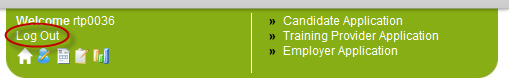 Welcome rtp0036
Log Out
» Candidate Application
» Training Provider Application
» Employer Application